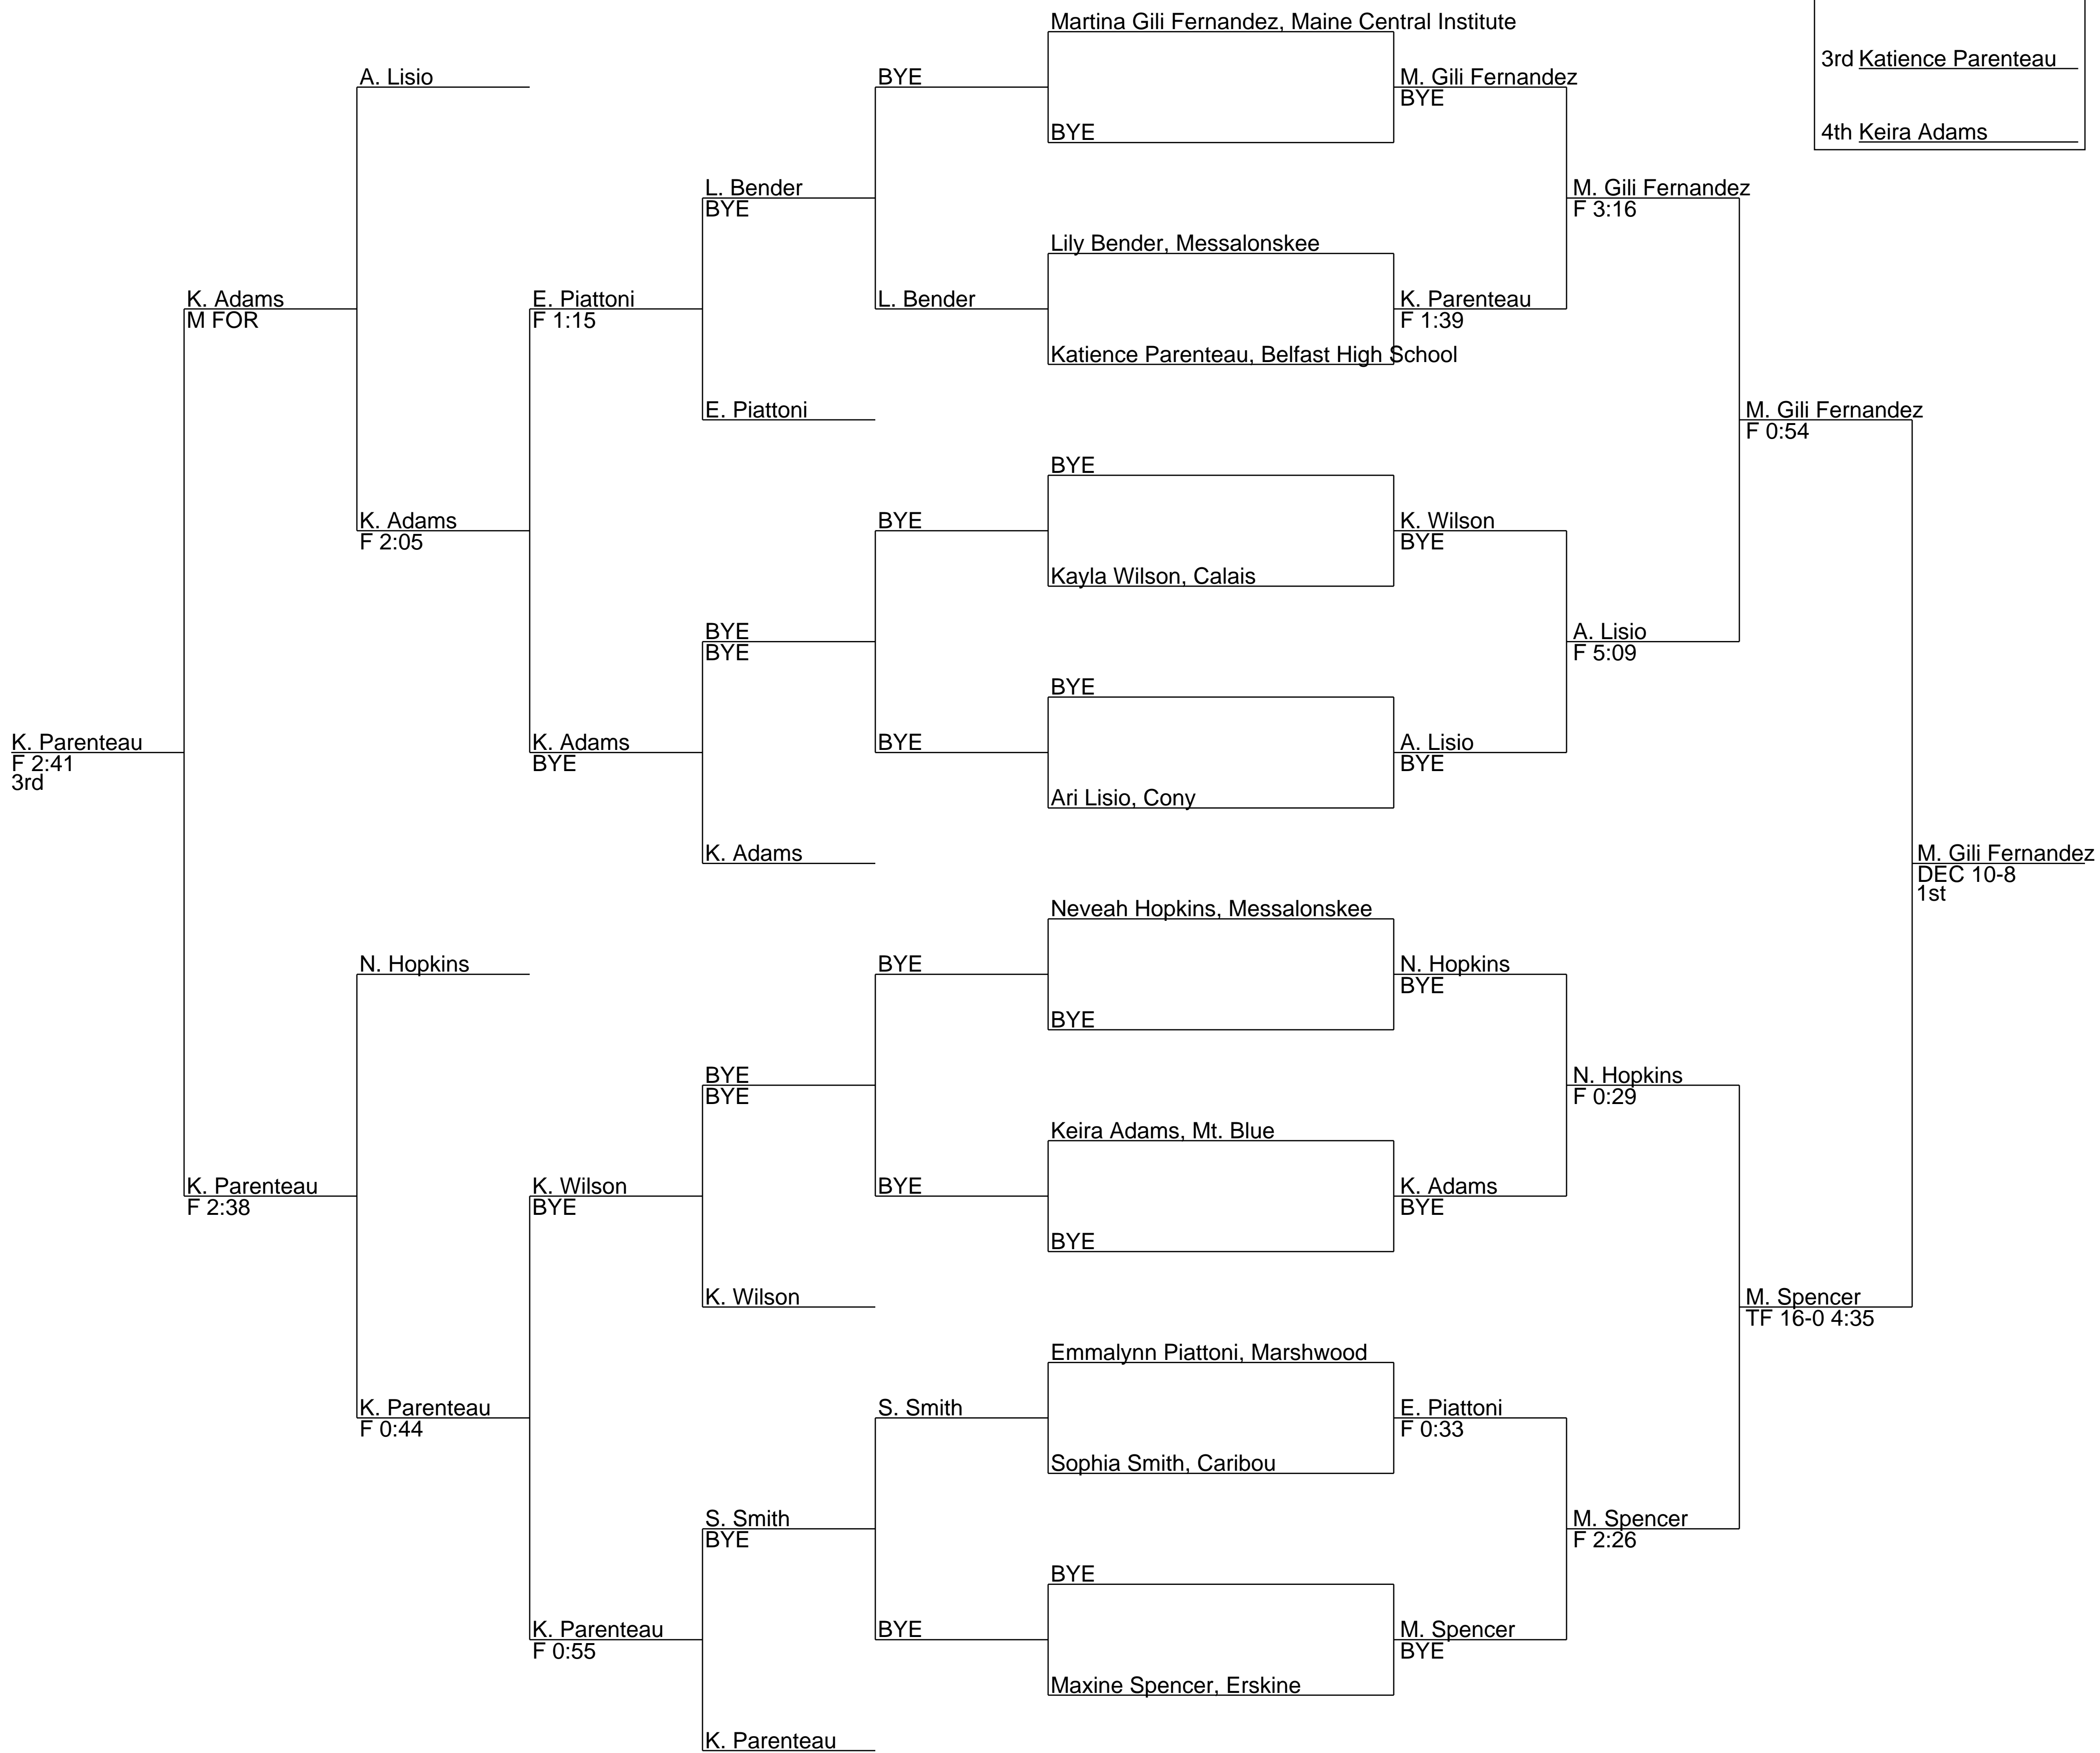 Martina Gili Fernandez, Maine Central Institute
3rd Katience Parenteau
A. Lisio
BYE
M. Gili Fernandez
BYE
BYE
4th Keira Adams
L. Bender
BYE
M. Gili Fernandez
F 3:16
Lily Bender, Messalonskee
K. Adams
M FOR
E. Piattoni
F 1:15
L. Bender
K. Parenteau
F 1:39
Katience Parenteau, Belfast High School
E. Piattoni
M. Gili Fernandez
F 0:54
BYE
K. Adams
F 2:05
BYE
K. Wilson
BYE
Kayla Wilson, Calais
BYE
BYE
A. Lisio
F 5:09
BYE
K. Parenteau
F 2:41
3rd
K. Adams
BYE
BYE
A. Lisio
BYE
Ari Lisio, Cony
K. Adams
M. Gili Fernandez
DEC 10-8
1st
Neveah Hopkins, Messalonskee
N. Hopkins
BYE
N. Hopkins
BYE
BYE
BYE
BYE
N. Hopkins
F 0:29
Keira Adams, Mt. Blue
K. Parenteau
F 2:38
K. Wilson
BYE
BYE
K. Adams
BYE
BYE
K. Wilson
M. Spencer
TF 16-0 4:35
Emmalynn Piattoni, Marshwood
K. Parenteau
F 0:44
S. Smith
E. Piattoni
F 0:33
Sophia Smith, Caribou
S. Smith
BYE
M. Spencer
F 2:26
BYE
K. Parenteau
F 0:55
BYE
M. Spencer
BYE
Maxine Spencer, Erskine
K. Parenteau